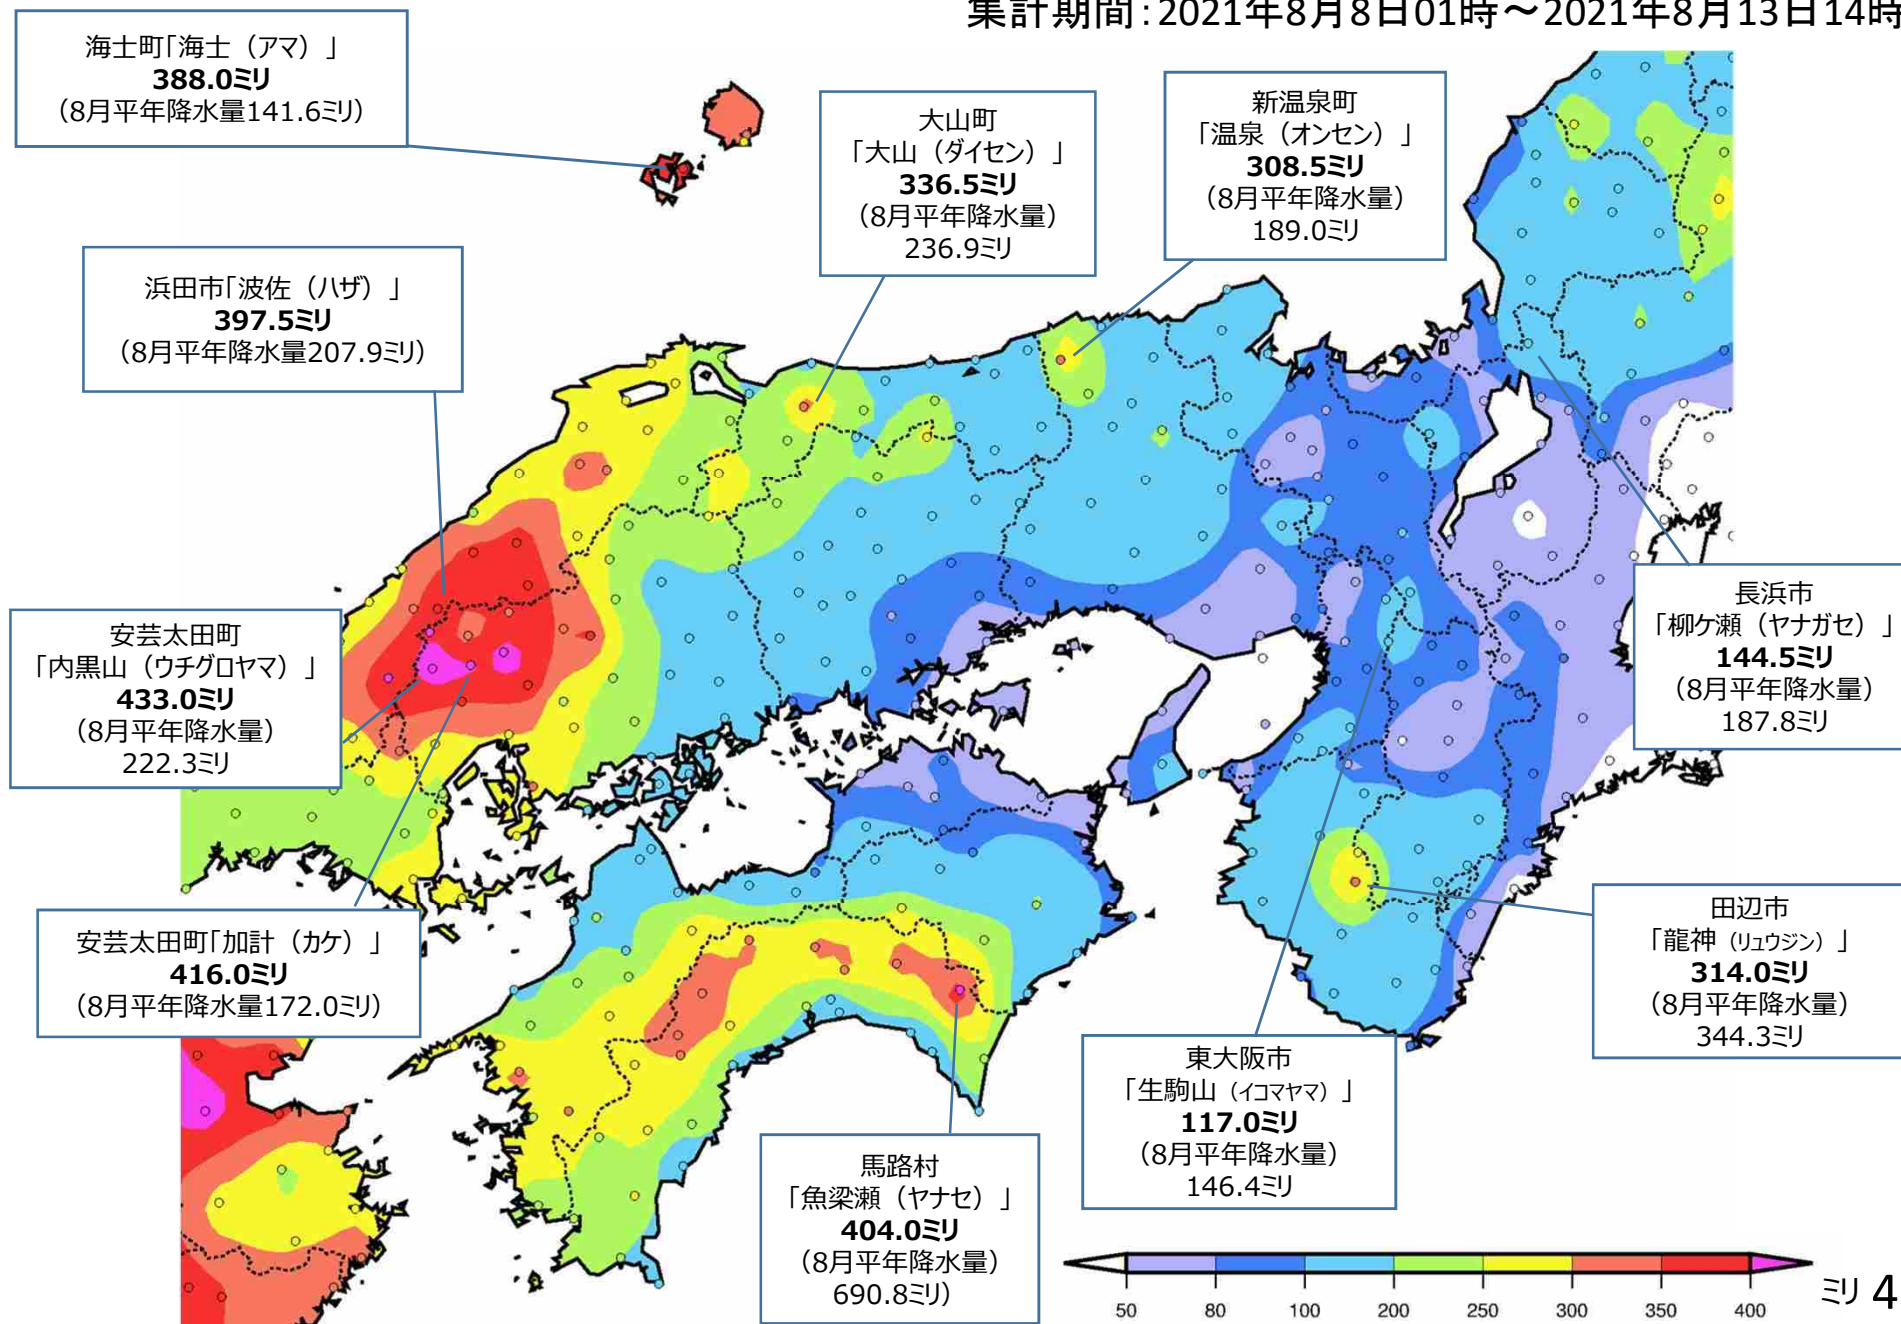 集計期間:2021年8月8日01時～2021年8月13日14時
海士町「海士（アマ）」
388.0ミリ
（8月平年降水量141.6ミリ）
大山町
「大山（ダイセン）」
336.5ミリ
（8月平年降水量）
236.9ミリ
新温泉町
「温泉（オンセン）」
308.5ミリ
（8月平年降水量）
189.0ミリ
浜田市「波佐（ハザ）」
397.5ミリ
（8月平年降水量207.9ミリ）
安芸太田町
「内黒山（ウチグロヤマ）」
433.0ミリ
（8月平年降水量）
222.3ミリ
長浜市
「柳ケ瀬（ヤナガセ）」
144.5ミリ
（8月平年降水量）
187.8ミリ
安芸太田町「加計（カケ）」
416.0ミリ
（8月平年降水量172.0ミリ）
田辺市
「龍神（リュウジン）」
314.0ミリ
（8月平年降水量）
344.3ミリ
東大阪市
「生駒山（イコマヤマ）」
117.0ミリ
（8月平年降水量）
146.4ミリ
馬路村
「魚梁瀬（ヤナセ）」
404.0ミリ
（8月平年降水量）
690.8ミリ）
50 80 100 200 250 300 350 400
ミリ 4